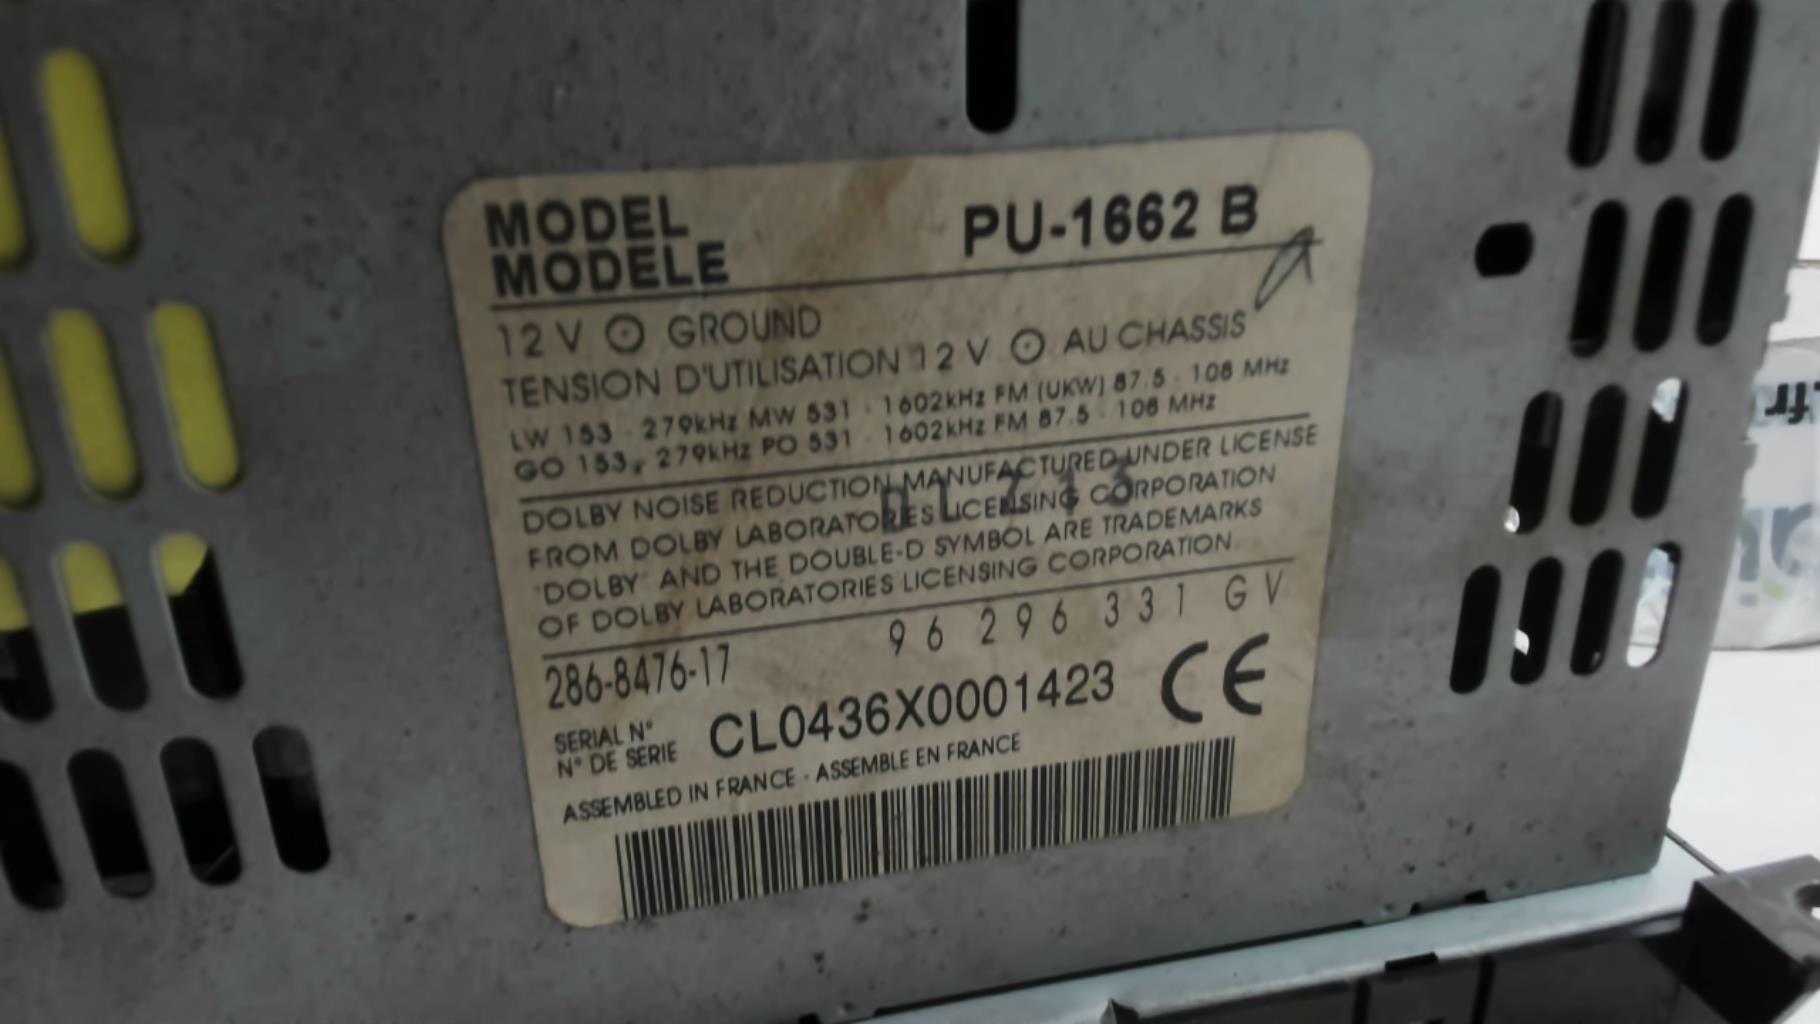 MODEL
MODELE
PU-1662 B
12 V ⊙ GROUND
TENSION D'UTILISATION 12 V ⊙ AU CHASSIS
LW 153 - 279kHz MW 531 - 1602kHz FM (UKW) 87.5 - 108 MHz
GO 153 - 279kHz PO 531 - 1602kHz FM 87.5 - 108 MHz
DOLBY NOISE REDUCTION MANUFACTURED UNDER LICENSE
FROM DOLBY LABORATORIES LICENSING CORPORATION
"DOLBY" AND THE DOUBLE-D SYMBOL ARE TRADEMARKS
OF DOLBY LABORATORIES LICENSING CORPORATION.
96 296 331 GV
286-8476-17
SERIAL N°
N° DE SERIE
CL0436X0001423
CE
ASSEMBLED IN FRANCE - ASSEMBLE EN FRANCE